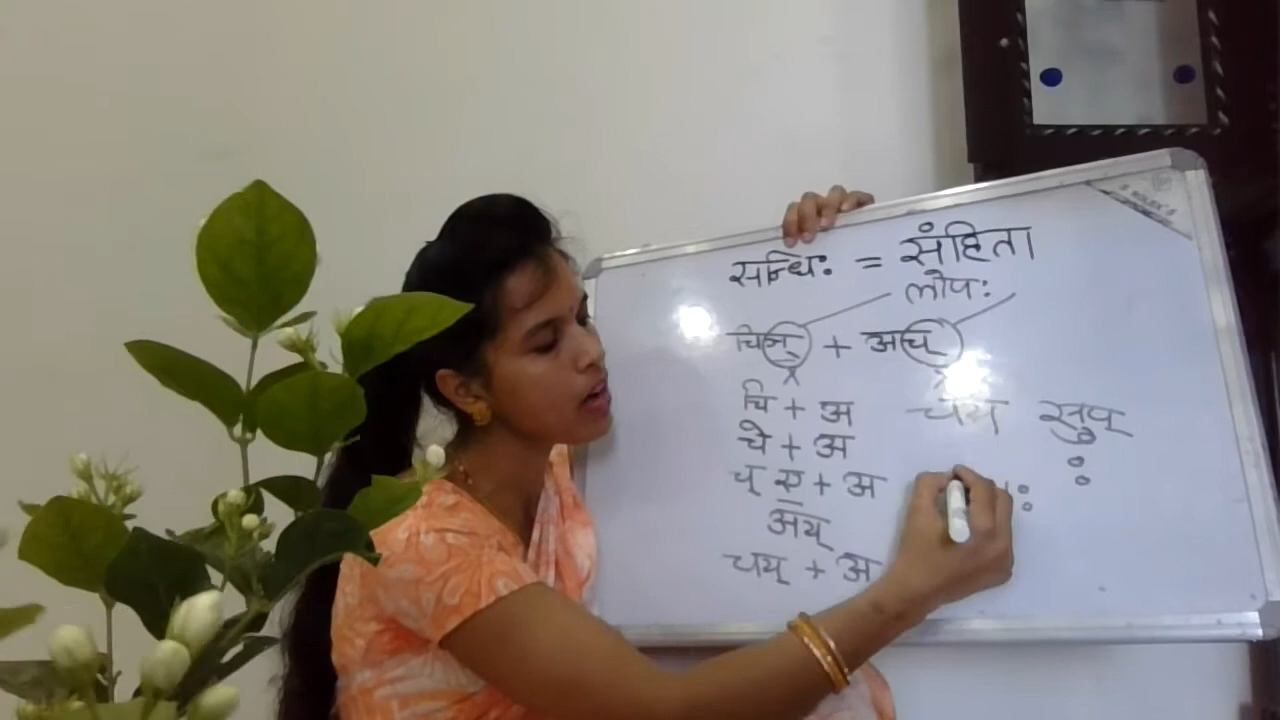 सन्धिः = संहिता
लोपः
चिञ् + अच्
चि + अ चय सुप्
चे + अ :
च् ए + अ :
अय्
चय् + अ